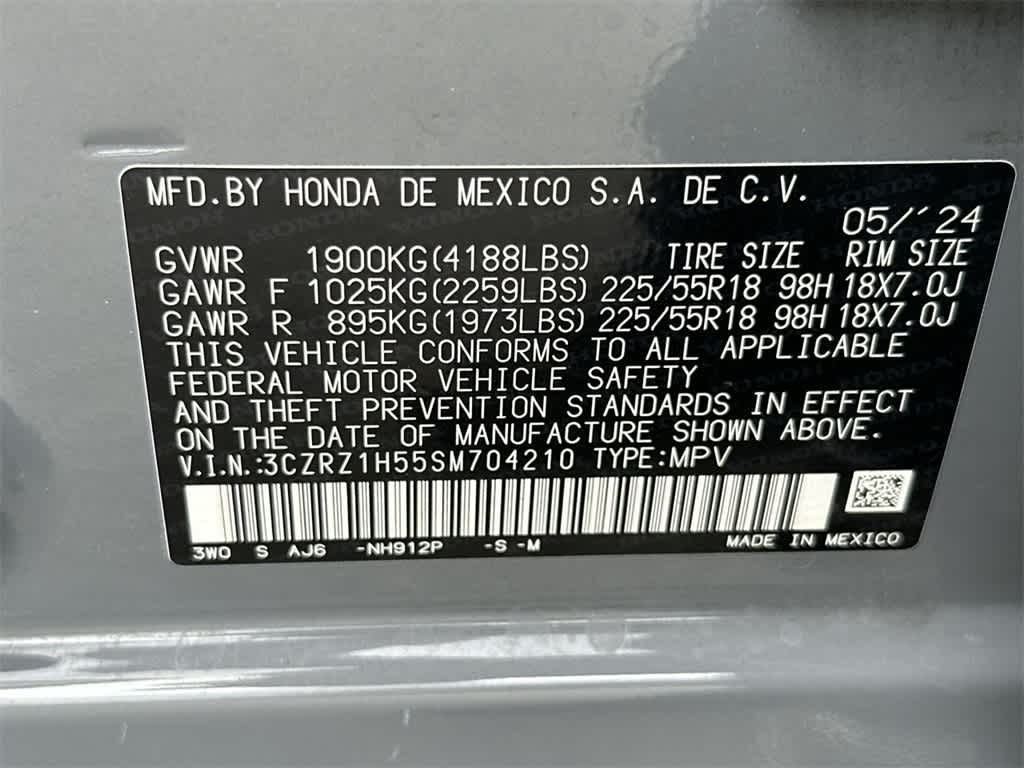 MFD.BY HONDA DE MEXICO S.A. DE C.V.
05/'24
GVWR 1900KG(4188LBS) TIRE SIZE RIM SIZE
GAWR F 1025KG(2259LBS) 225/55R18 98H 18X7.0J
GAWR R 895KG(1973LBS) 225/55R18 98H 18X7.0J
THIS VEHICLE CONFORMS TO ALL APPLICABLE
FEDERAL MOTOR VEHICLE SAFETY
AND THEFT PREVENTION STANDARDS IN EFFECT
ON THE DATE OF MANUFACTURE SHOWN ABOVE.
V.I.N.:3CZRZ1H55SM704210 TYPE:MPV
3W0 S AJ6 -NH912P -S -M MADE IN MEXICO